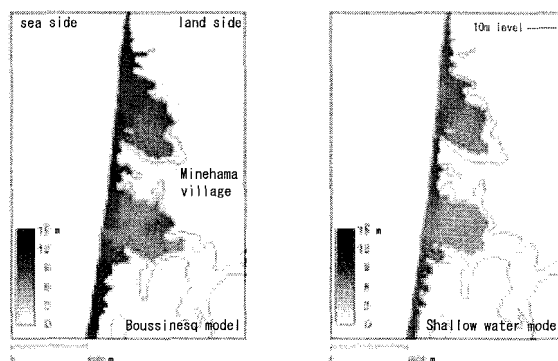 sea side
land side
Minehama
village
m
Boussinesq model
m
10m level
m
Shallow water mode
m